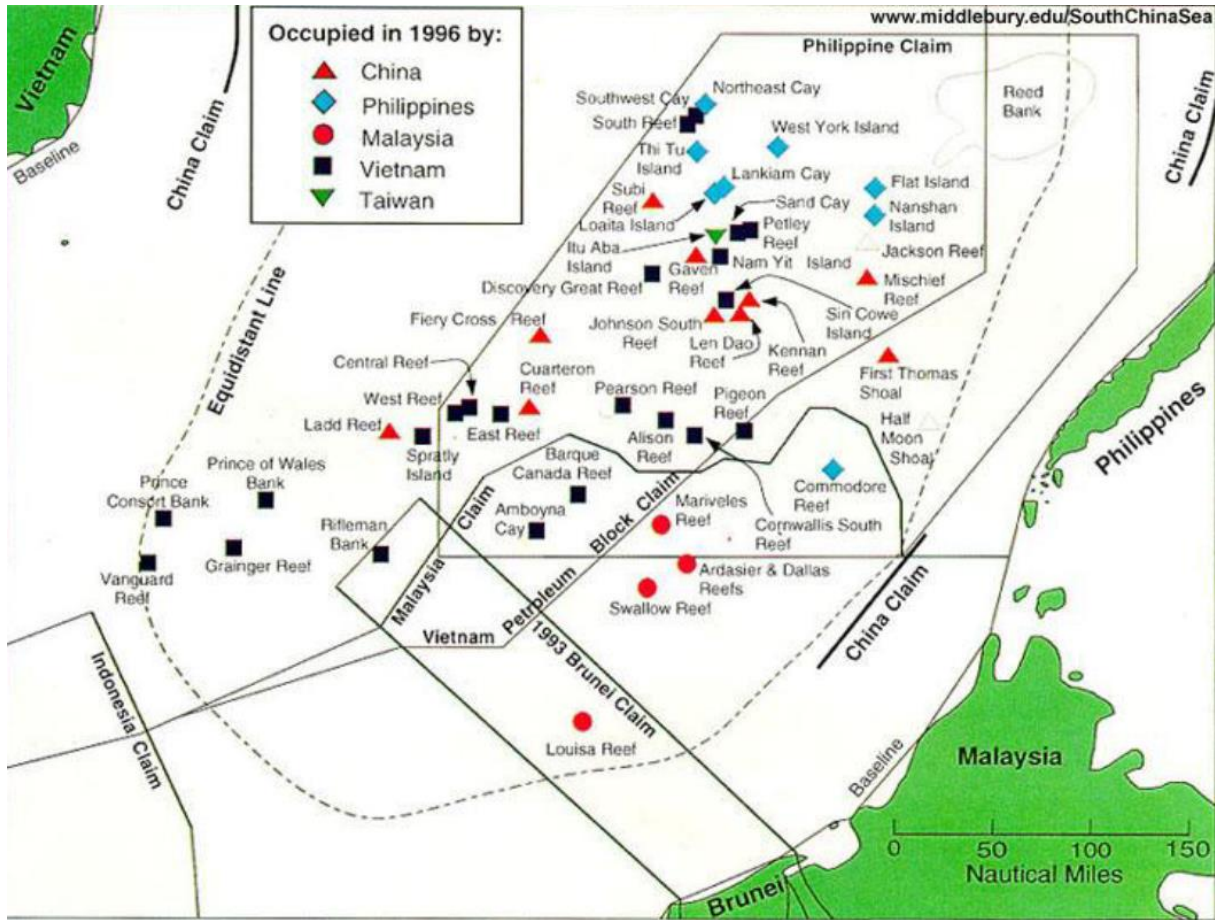 www.middlebury.edu/SouthChinaSea
Occupied in 1996 by:
China
Philippines
Malaysia
Vietnam
Taiwan
Vietnam
Baseline
China Claim
Equidistant Line
Philippine Claim
Reed
Bank
China Claim
Southwest Cay
Northeast Cay
South Reef
West York Island
Thi Tu
Island
Lankiam Cay
Subi
Reef
Flat Island
Loaita Island
Sand Cay
Nanshan
Island
Petley
Reef
Itu Aba
Island
Jackson Reef
Gaven
Reef
Nam Yit Island
Discovery Great Reef
Mischief
Reef
Fiery Cross Reef
Johnson South
Reef
Sin Cowe
Island
Len Dao
Reef
Kennan
Reef
Central Reef
Cuarteron
Reef
First Thomas
Shoal
West Reef
Pearson Reef
Pigeon
Reef
Ladd Reef
East Reef
Half
Moon
Shoal
Spratly
Island
Alison
Reef
Philippines
Barque
Canada Reef
Prince of Wales
Bank
Prince
Consort Bank
Commodore
Reef
Amboyna
Cay
Mariveles
Reef
Cornwallis South
Reef
Rifleman
Bank
Vanguard
Reef
Grainger Reef
Ardasier & Dallas
Reefs
Swallow Reef
Malaysia Claim
Vietnam Petroleum Block Claim
1993 Brunei Claim
China Claim
Indonesia Claim
Louisa Reef
Baseline
Malaysia
0 50 100 150
Nautical Miles
Brunei